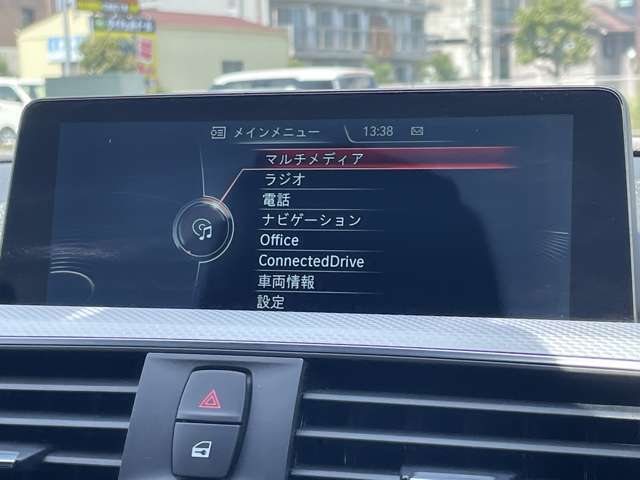 メインメニュー 13:38
マルチメディア
ラジオ
電話
ナビゲーション
Office
ConnectedDrive
車両情報
設定